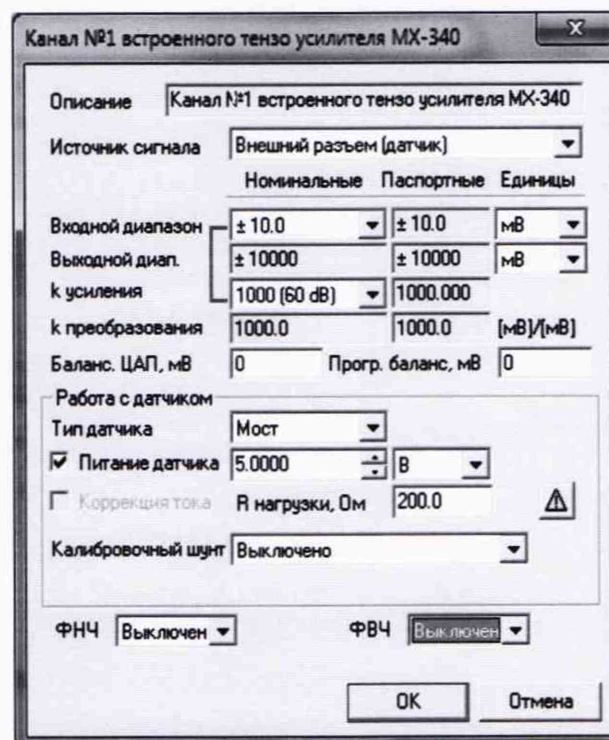 Канал №1 встроенного тензо усилителя MX-340
x
Описание Канал №1 встроенного тензо усилителя MX-340
Источник сигнала Внешний разъем (датчик)
Номинальные Паспортные Единицы
Входной диапазон ± 10.0 ± 10.0 мВ
Выходной диап. ± 10000 ± 10000 мВ
k усиления 1000 (60 dB) 1000.000
k преобразования 1000.0 1000.0 [мВ]/[мВ]
Баланс. ЦАП, мВ 0 Прогр. баланс, мВ 0
Работа с датчиком
Тип датчика Мост
Питание датчика 5.0000 В
Коррекция тока R нагрузки, Ом 200.0
Калибровочный шунт Выключено
ФНЧ Выключен ФВЧ Выключен
OK Отмена